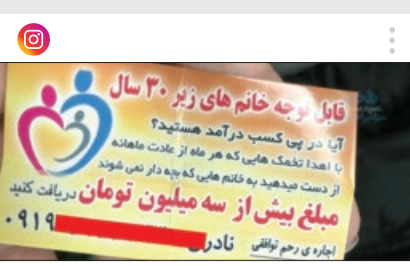 قابل توجه خانم های زیر ۳۰ سال
آیا در پی کسب درآمد هستید؟
با اهدا تخمک هایی که هر ماه از عادت ماهانه
از دست میدهید به خانم هایی که بچه دار نمی شوند
مبلغ بیش از سه میلیون تومان دریافت کنید
اجاره ی رحم توافقی نادری ۰۹۱۹